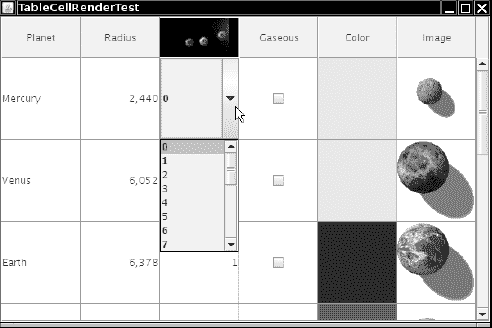 TableCellRenderTest
Planet Radius Gaseous Color Image
Mercury 2,440 0
0
1
Venus 6,052 2
3
4
5
6
7
Earth 6,378 1